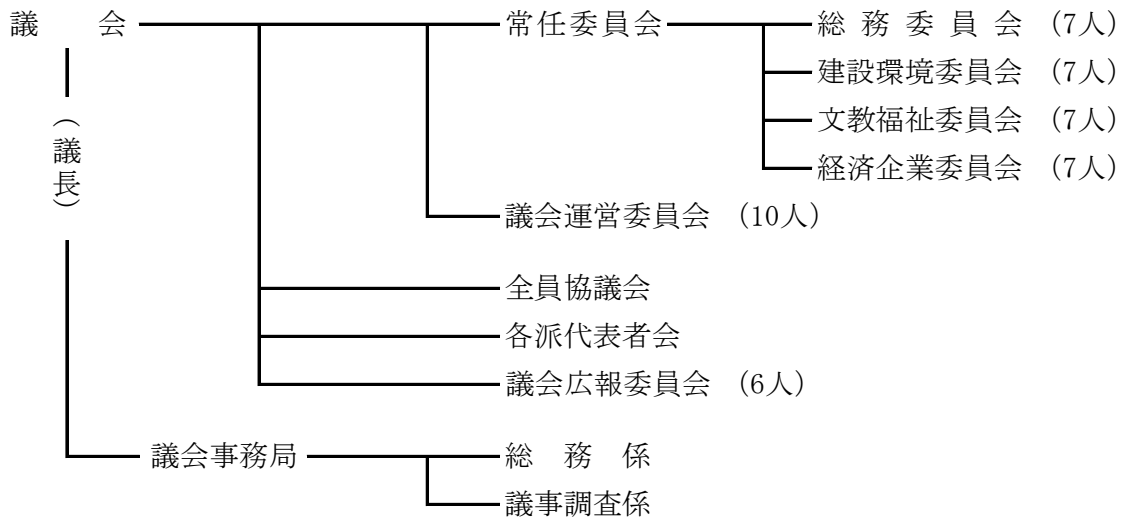 議　　会　常任委員会　総務委員会　（7人）
建設環境委員会　（7人）
（議長）　文教福祉委員会　（7人）
経済企業委員会　（7人）
議会運営委員会　（10人）
全員協議会
各派代表者会
議会広報委員会　（6人）
議会事務局　総　務　係
議事調査係